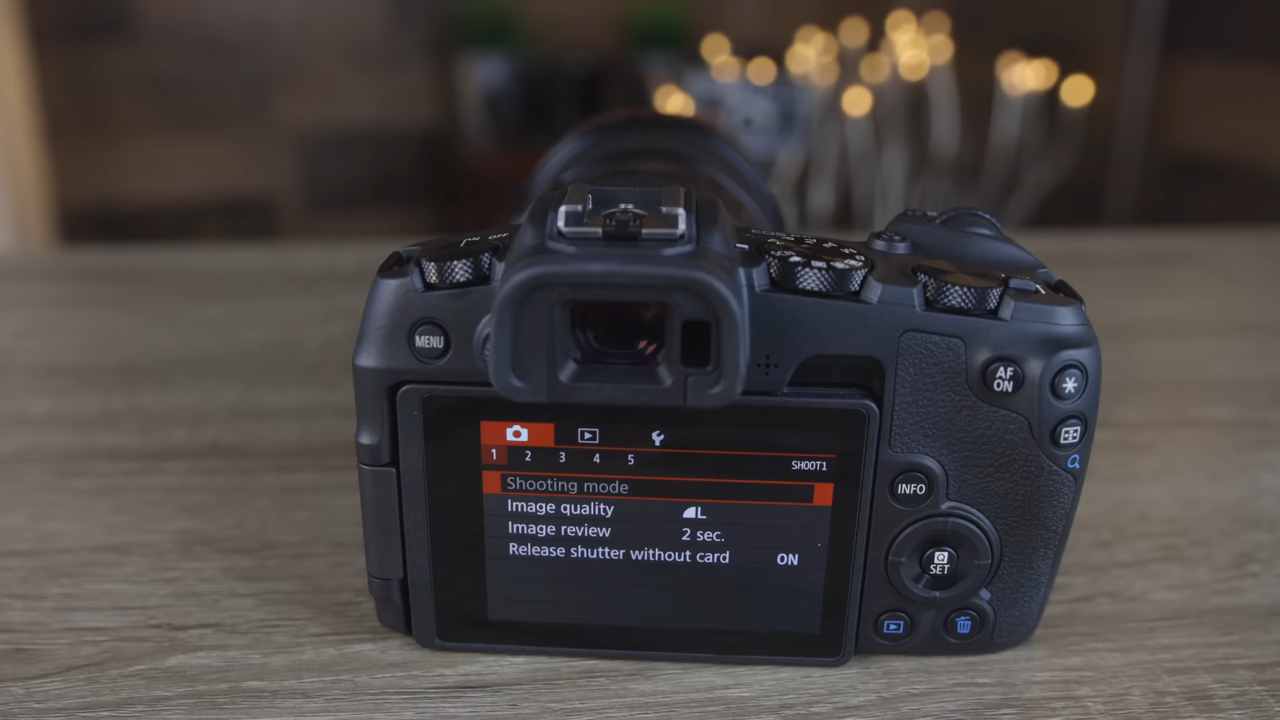 OFF
MENU
AF
ON
1 2 3 4 5
SHOOT1
Shooting mode
Image quality L
Image review 2 sec.
Release shutter without card ON
INFO
Q
SET